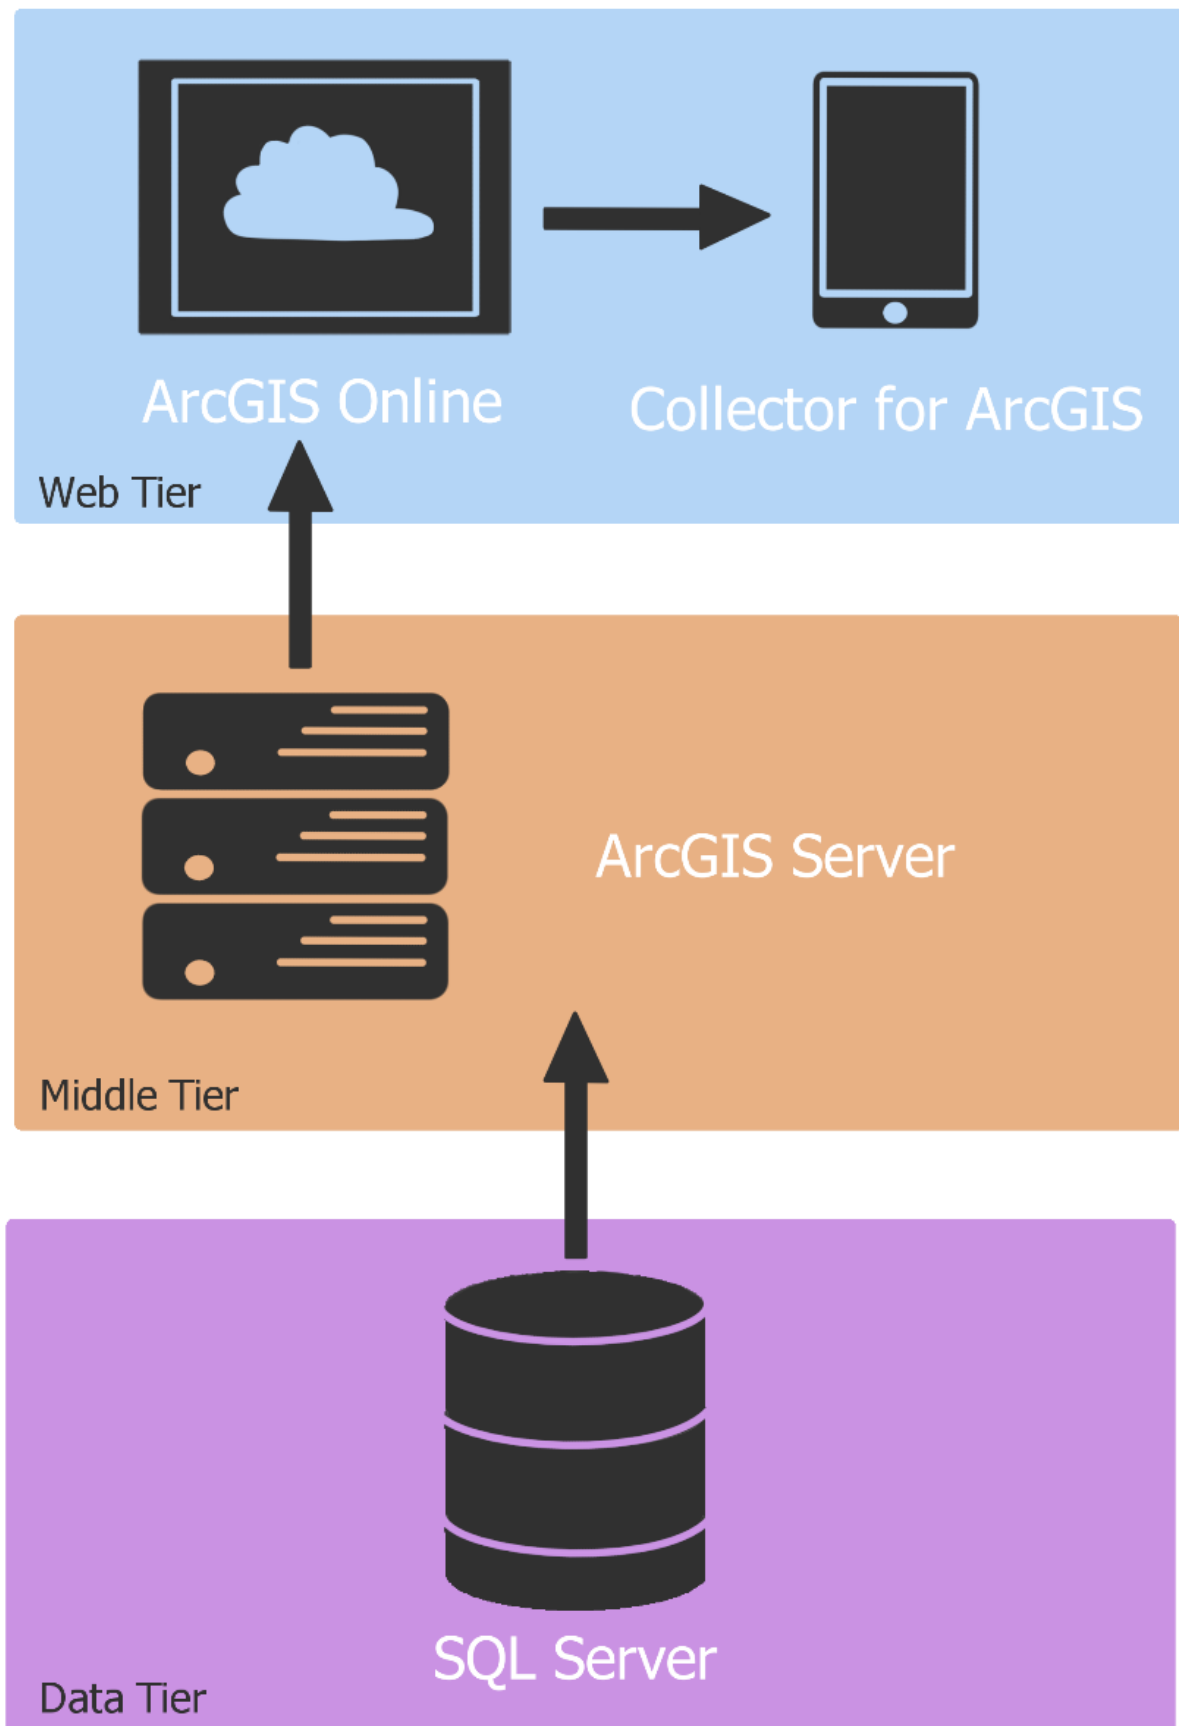 ArcGIS Online
Collector for ArcGIS
Web Tier
ArcGIS Server
Middle Tier
SQL Server
Data Tier